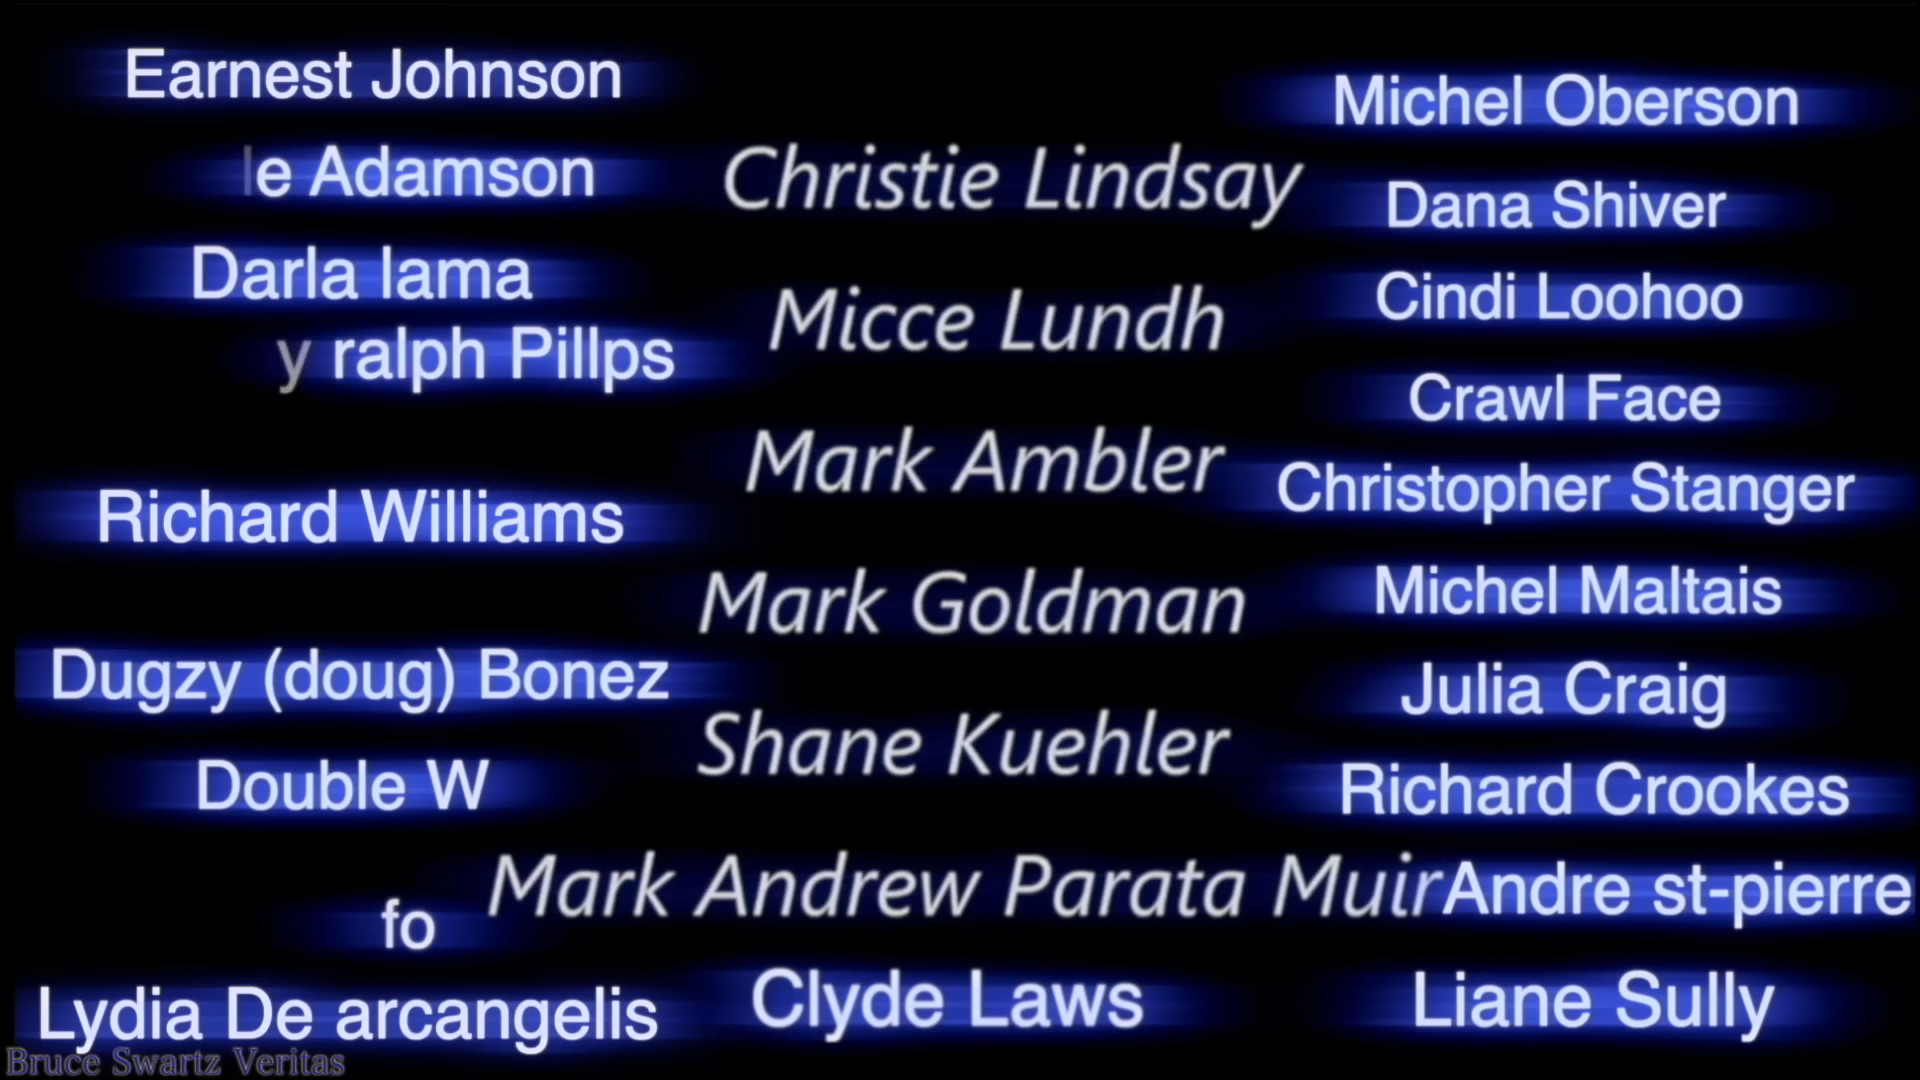 Earnest Johnson
le Adamson
Darla lama
y ralph Pillps
Richard Williams
Dugzy (doug) Bonez
Double W
fo
Lydia De arcangelis
Christie Lindsay
Micce Lundh
Mark Ambler
Mark Goldman
Shane Kuehler
Mark Andrew Parata Muir
Clyde Laws
Michel Oberson
Dana Shiver
Cindi Loohoo
Crawl Face
Christopher Stanger
Michel Maltais
Julia Craig
Richard Crookes
Andre st-pierre
Liane Sully
Bruce Swartz Veritas